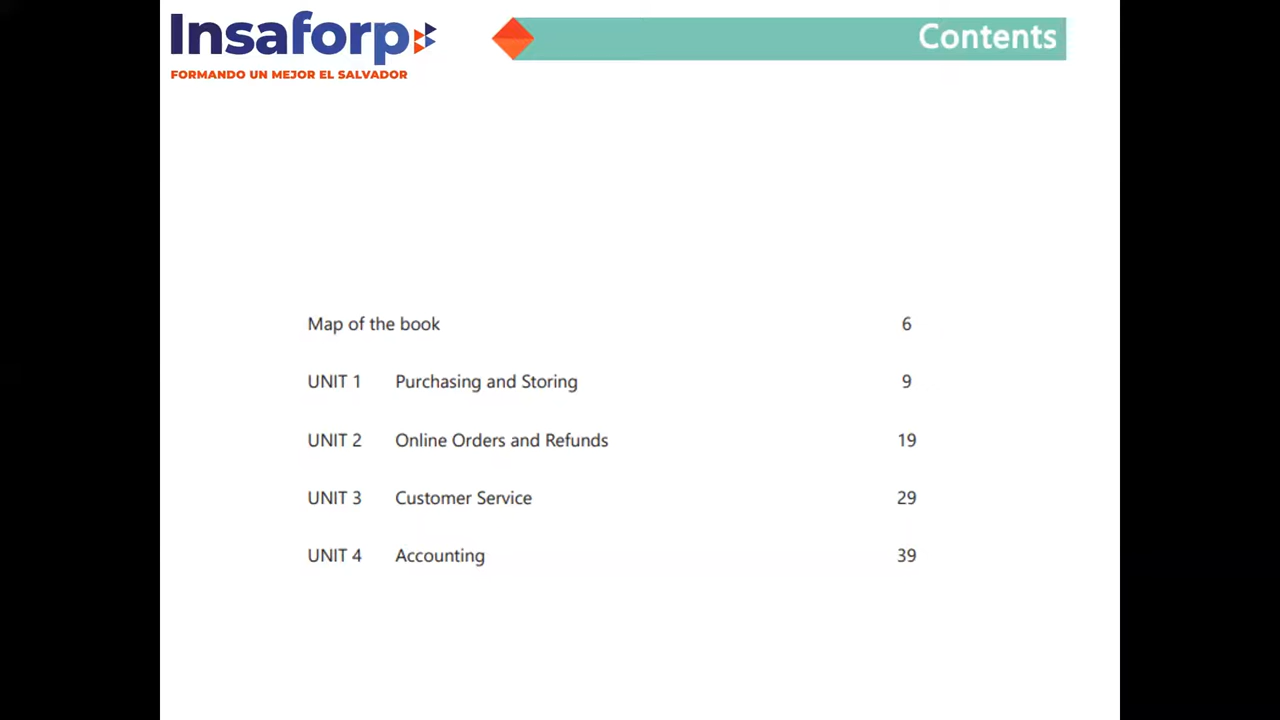 Insaforp
FORMANDO UN MEJOR EL SALVADOR
Contents
Map of the book 6
UNIT 1 Purchasing and Storing 9
UNIT 2 Online Orders and Refunds 19
UNIT 3 Customer Service 29
UNIT 4 Accounting 39